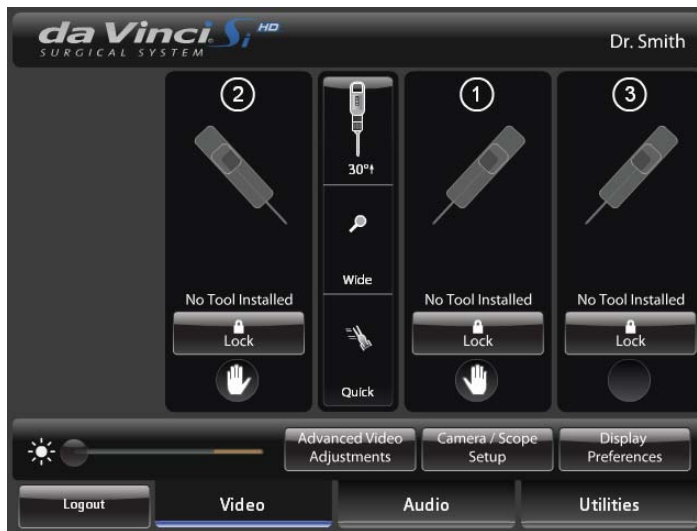 da Vinci Si HD
SURGICAL SYSTEM
Dr. Smith
2
30°↑
1
3
Wide
No Tool Installed
No Tool Installed
No Tool Installed
Lock
Lock
Lock
Quick
Advanced Video
Adjustments
Camera / Scope
Setup
Display
Preferences
Logout
Video
Audio
Utilities